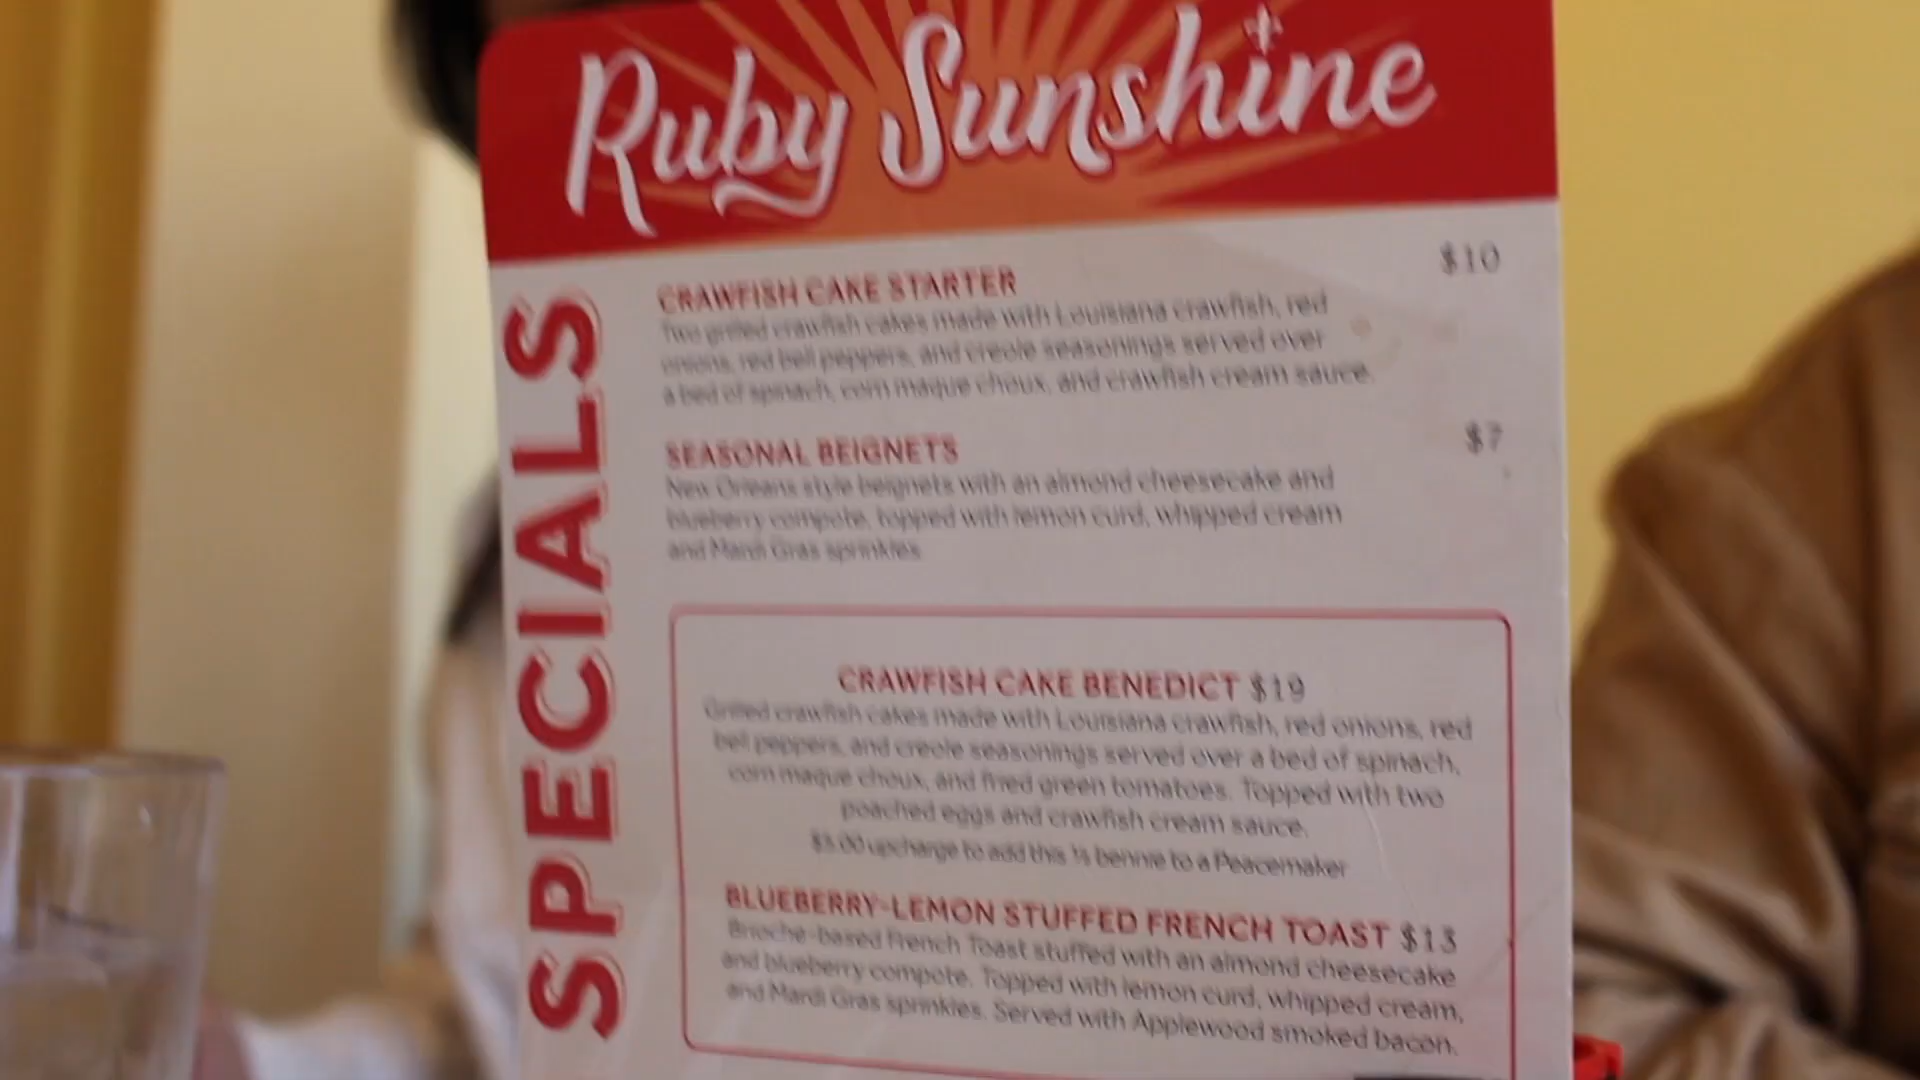 Ruby Sunshine
SPECIALS
CRAWFISH CAKE STARTER $10
Two grilled crawfish cakes made with Louisiana crawfish, red
onions, red bell peppers, and creole seasonings served over
a bed of spinach, corn maque choux, and crawfish cream sauce.
SEASONAL BEIGNETS $7
New Orleans style beignets with an almond cheesecake and
blueberry compote, topped with lemon curd, whipped cream
and Mardi Gras sprinkles.
CRAWFISH CAKE BENEDICT $19
Grilled crawfish cakes made with Louisiana crawfish, red onions, red
bell peppers, and creole seasonings served over a bed of spinach,
corn maque choux, and fried green tomatoes. Topped with two
poached eggs and crawfish cream sauce.
$3.00 upcharge to add this ½ bennie to a Peacemaker
BLUEBERRY-LEMON STUFFED FRENCH TOAST $13
Brioche-based French Toast stuffed with an almond cheesecake
and blueberry compote. Topped with lemon curd, whipped cream,
and Mardi Gras sprinkles. Served with Applewood smoked bacon.